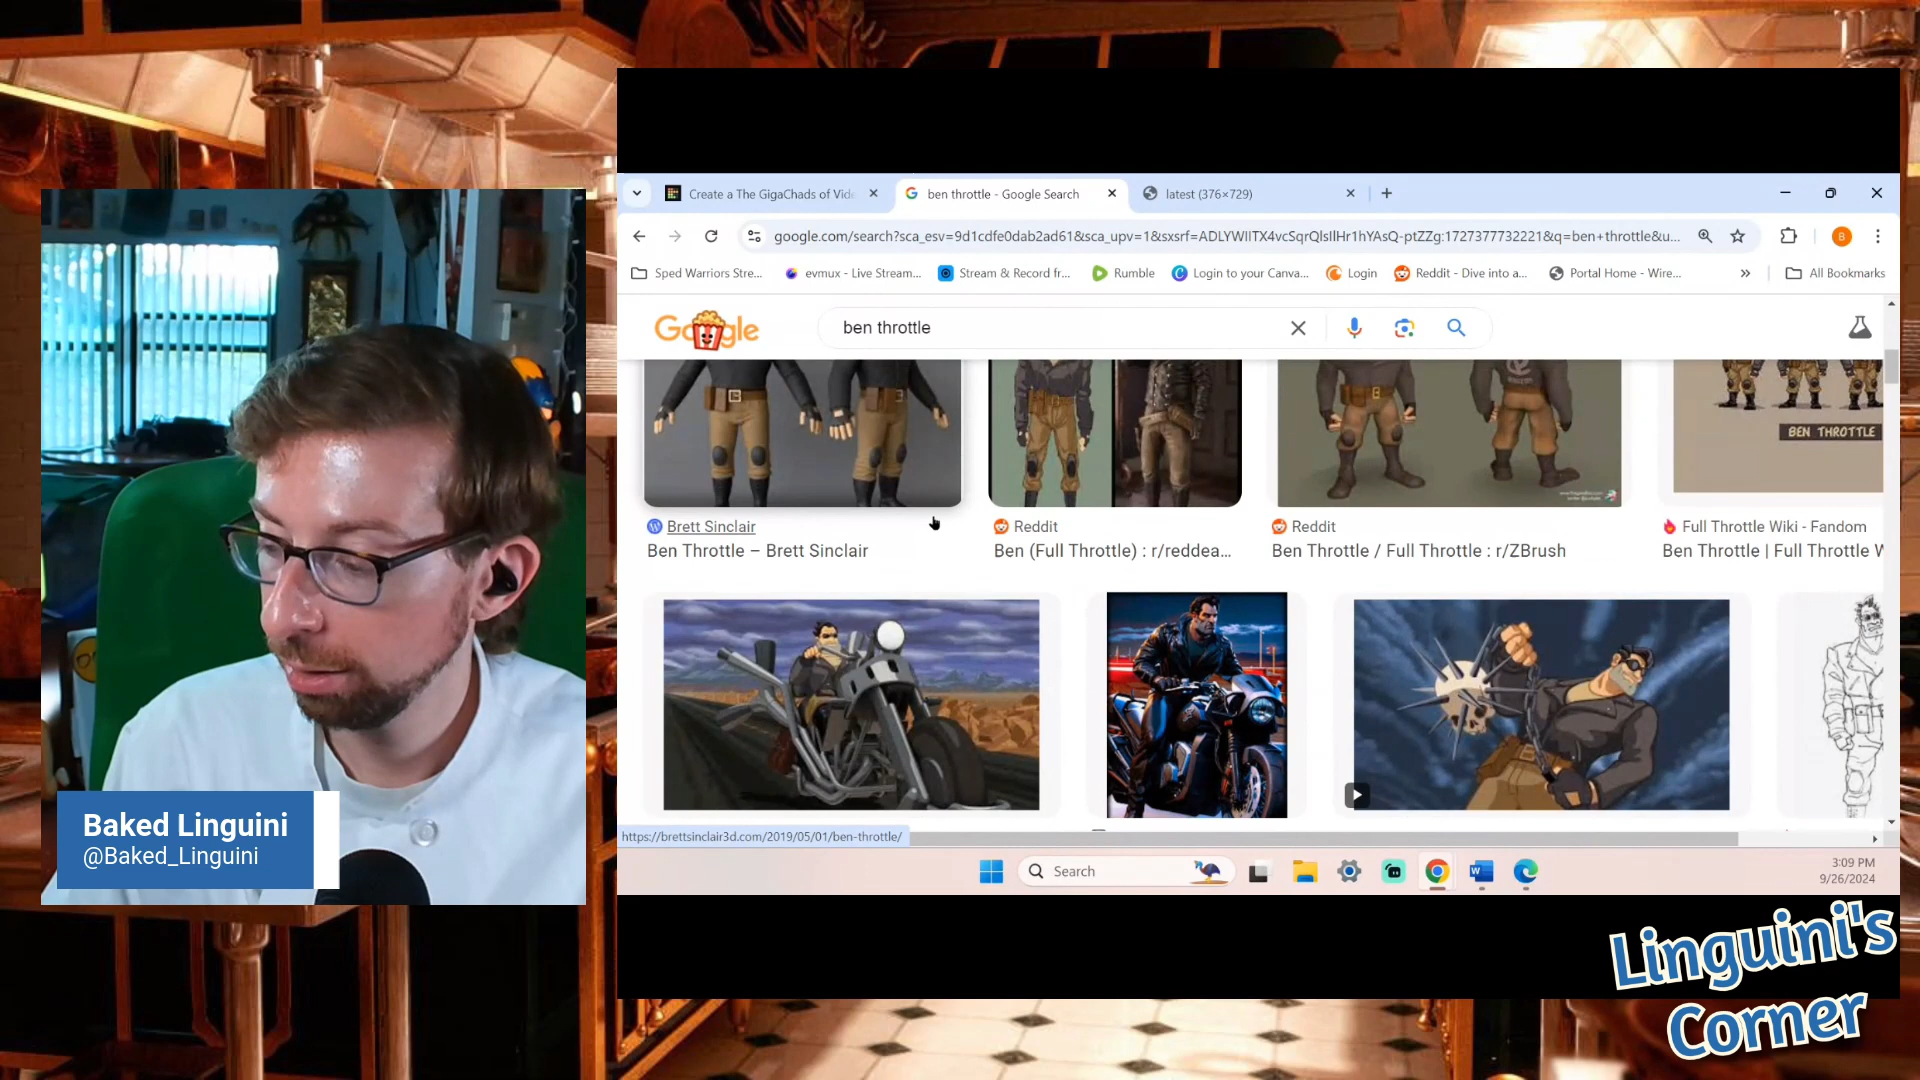 Create a The GigaChads of Vide
ben throttle - Google Search
latest (376×729)
google.com/search?sca_esv=9d1cdfe0dab2ad61&sca_upv=1&sxsrf=ADLYWIITX4vcSqrQlsIlHr1hYAsQ-ptZZg:1727377732221&q=ben+throttle&u...
Sped Warriors Stre...
evmux - Live Stream...
Stream & Record fr...
Rumble
Login to your Canva...
Login
Reddit - Dive into a...
Portal Home - Wire...
All Bookmarks
Google
ben throttle
BEN THROTTLE
Brett Sinclair
Ben Throttle – Brett Sinclair
Reddit
Ben (Full Throttle) : r/reddea...
Reddit
Ben Throttle / Full Throttle : r/ZBrush
Full Throttle Wiki - Fandom
Ben Throttle | Full Throttle W
https://brettsinclair3d.com/2019/05/01/ben-throttle/
Search
3:09 PM
9/26/2024
Baked Linguini
@Baked_Linguini
Linguini's
Corner